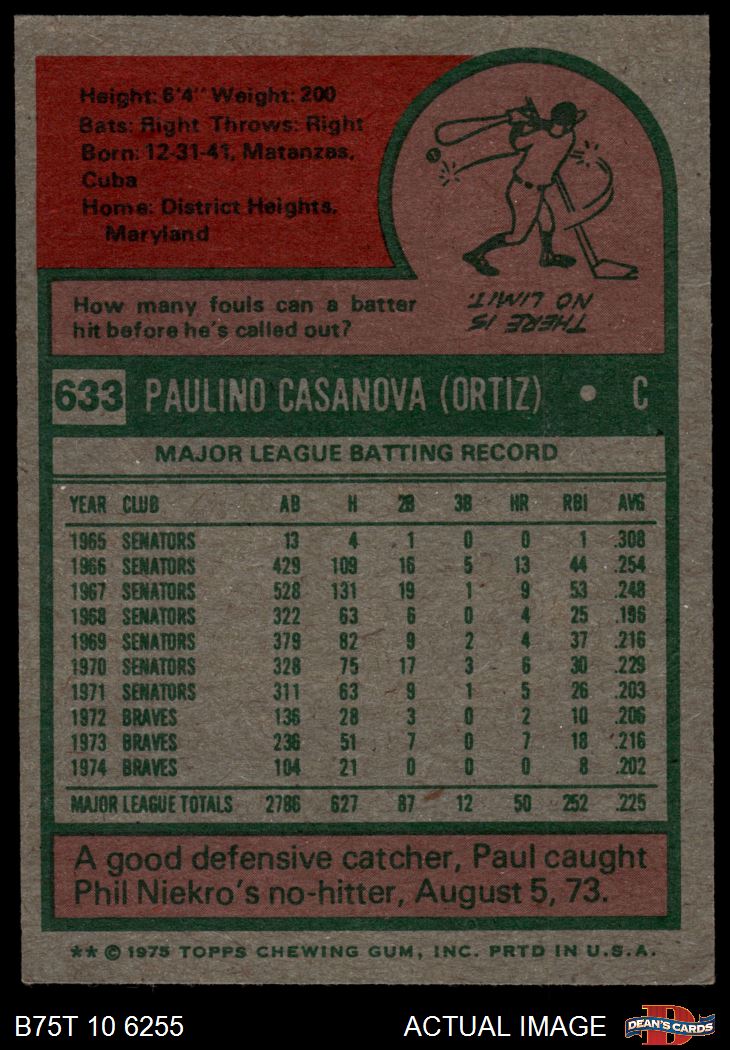 Height: 6'4" Weight: 200
Bats: Right Throws: Right
Born: 12-31-41, Matanzas,
Cuba
Home: District Heights,
Maryland
How many fouls can a batter
hit before he's called out?
THERE IS
NO LIMIT.
633 PAULINO CASANOVA (ORTIZ) • C
MAJOR LEAGUE BATTING RECORD
YEAR CLUB AB H 2B 3B HR RBI AVG
1965 SENATORS 13 4 1 0 0 1 .308
1966 SENATORS 429 109 16 5 13 44 .254
1967 SENATORS 528 131 19 1 9 53 .248
1968 SENATORS 322 63 6 0 4 25 .196
1969 SENATORS 379 82 9 2 4 37 .216
1970 SENATORS 328 75 17 3 6 30 .229
1971 SENATORS 311 63 9 1 5 26 .203
1972 BRAVES 136 28 3 0 2 10 .206
1973 BRAVES 236 51 7 0 7 18 .216
1974 BRAVES 104 21 0 0 0 8 .202
MAJOR LEAGUE TOTALS 2786 627 87 12 50 252 .225
A good defensive catcher, Paul caught
Phil Niekro's no-hitter, August 5, 73.
** © 1975 TOPPS CHEWING GUM, INC. PRTD IN U.S.A.
B75T 10 6255 ACTUAL IMAGE D DEAN'S CARDS